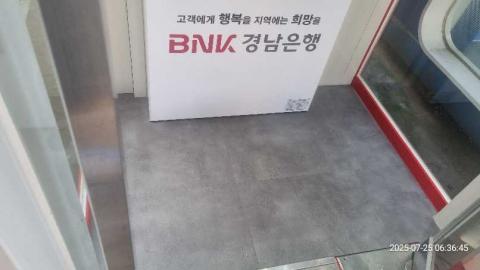 고객에게 행복을 지역에는 희망을
BNK 경남은행
2025-07-25 06:36:45